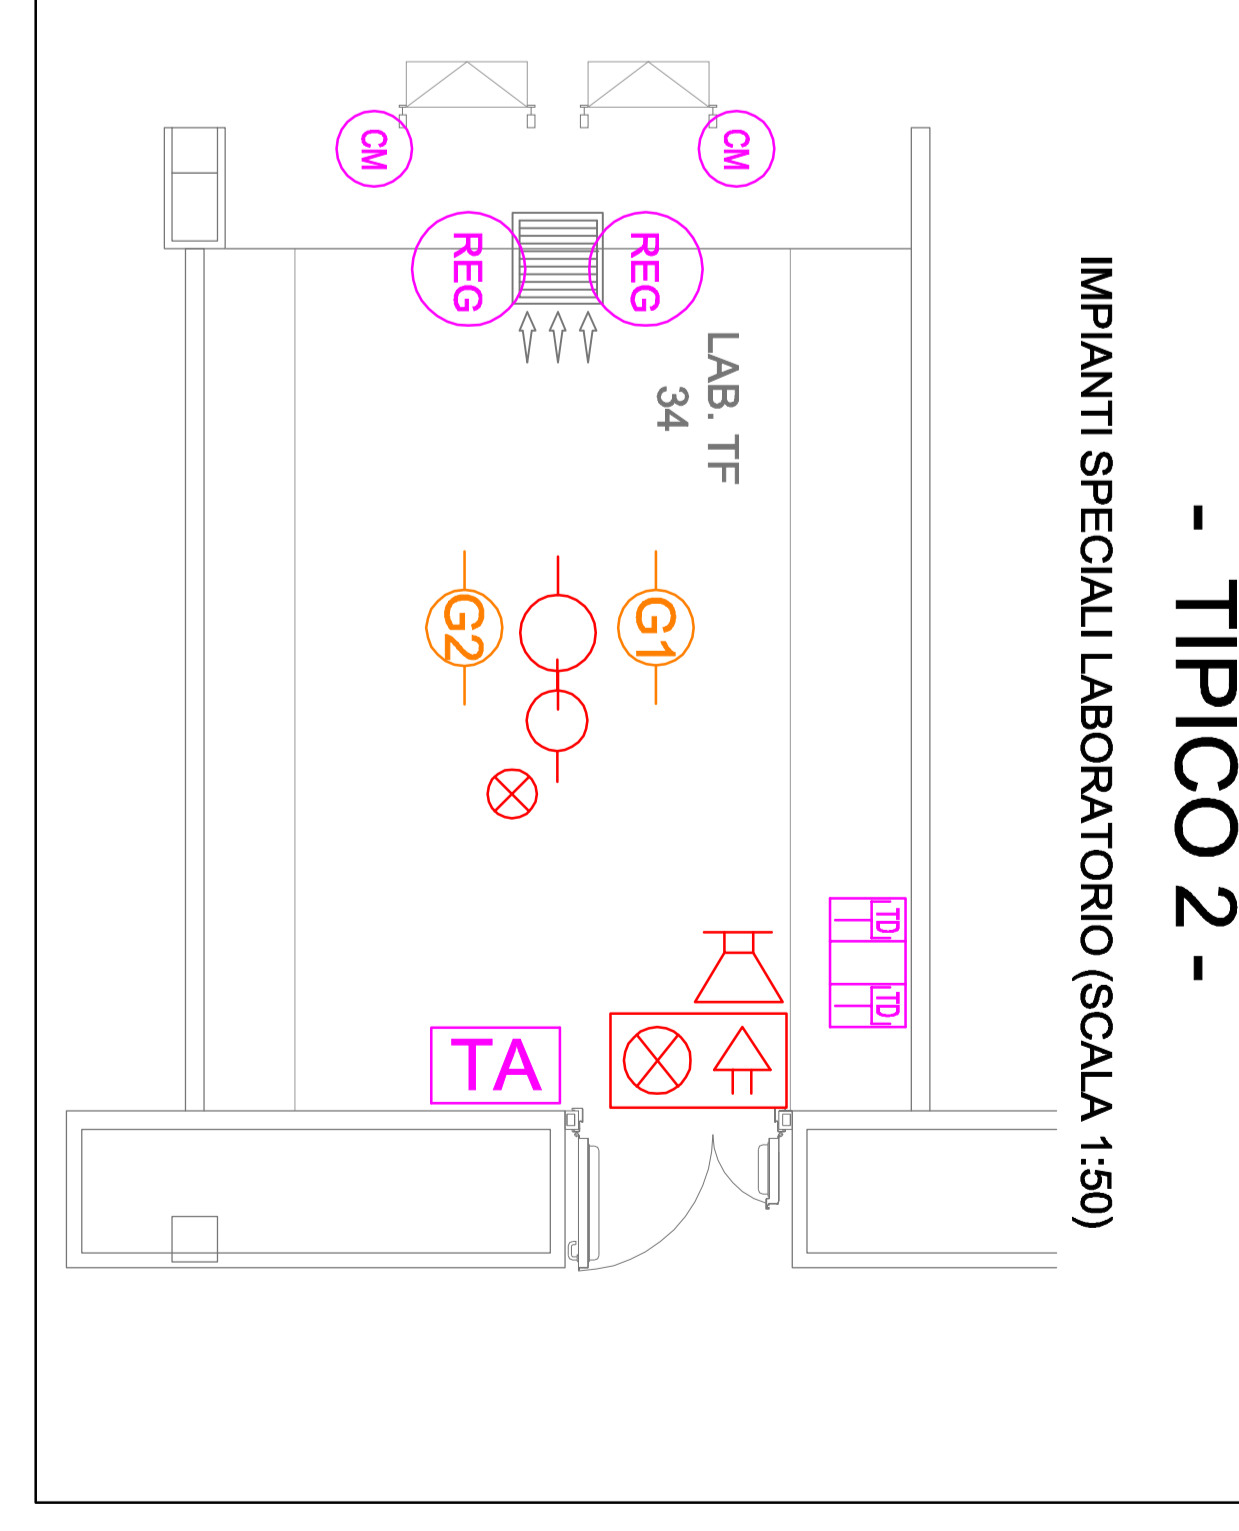 - TIPICO 2 -
IMPIANTI SPECIALI LABORATORIO (SCALA 1:50)
CM
CM
REG
REG
LAB. TF
34
G1
G2
TD
TD
TA